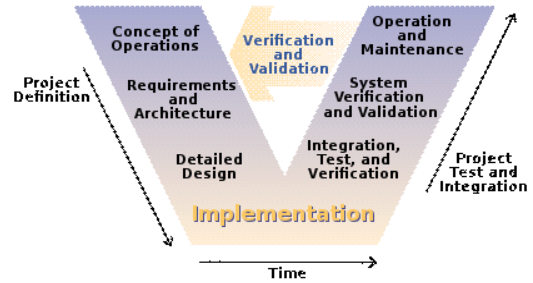 Concept of
Operations
Verification
and
Validation
Operation
and
Maintenance
Project
Definition
Requirements
and
Architecture
System
Verification
and Validation
Detailed
Design
Integration,
Test, and
Verification
Project
Test and
Integration
Implementation
Time